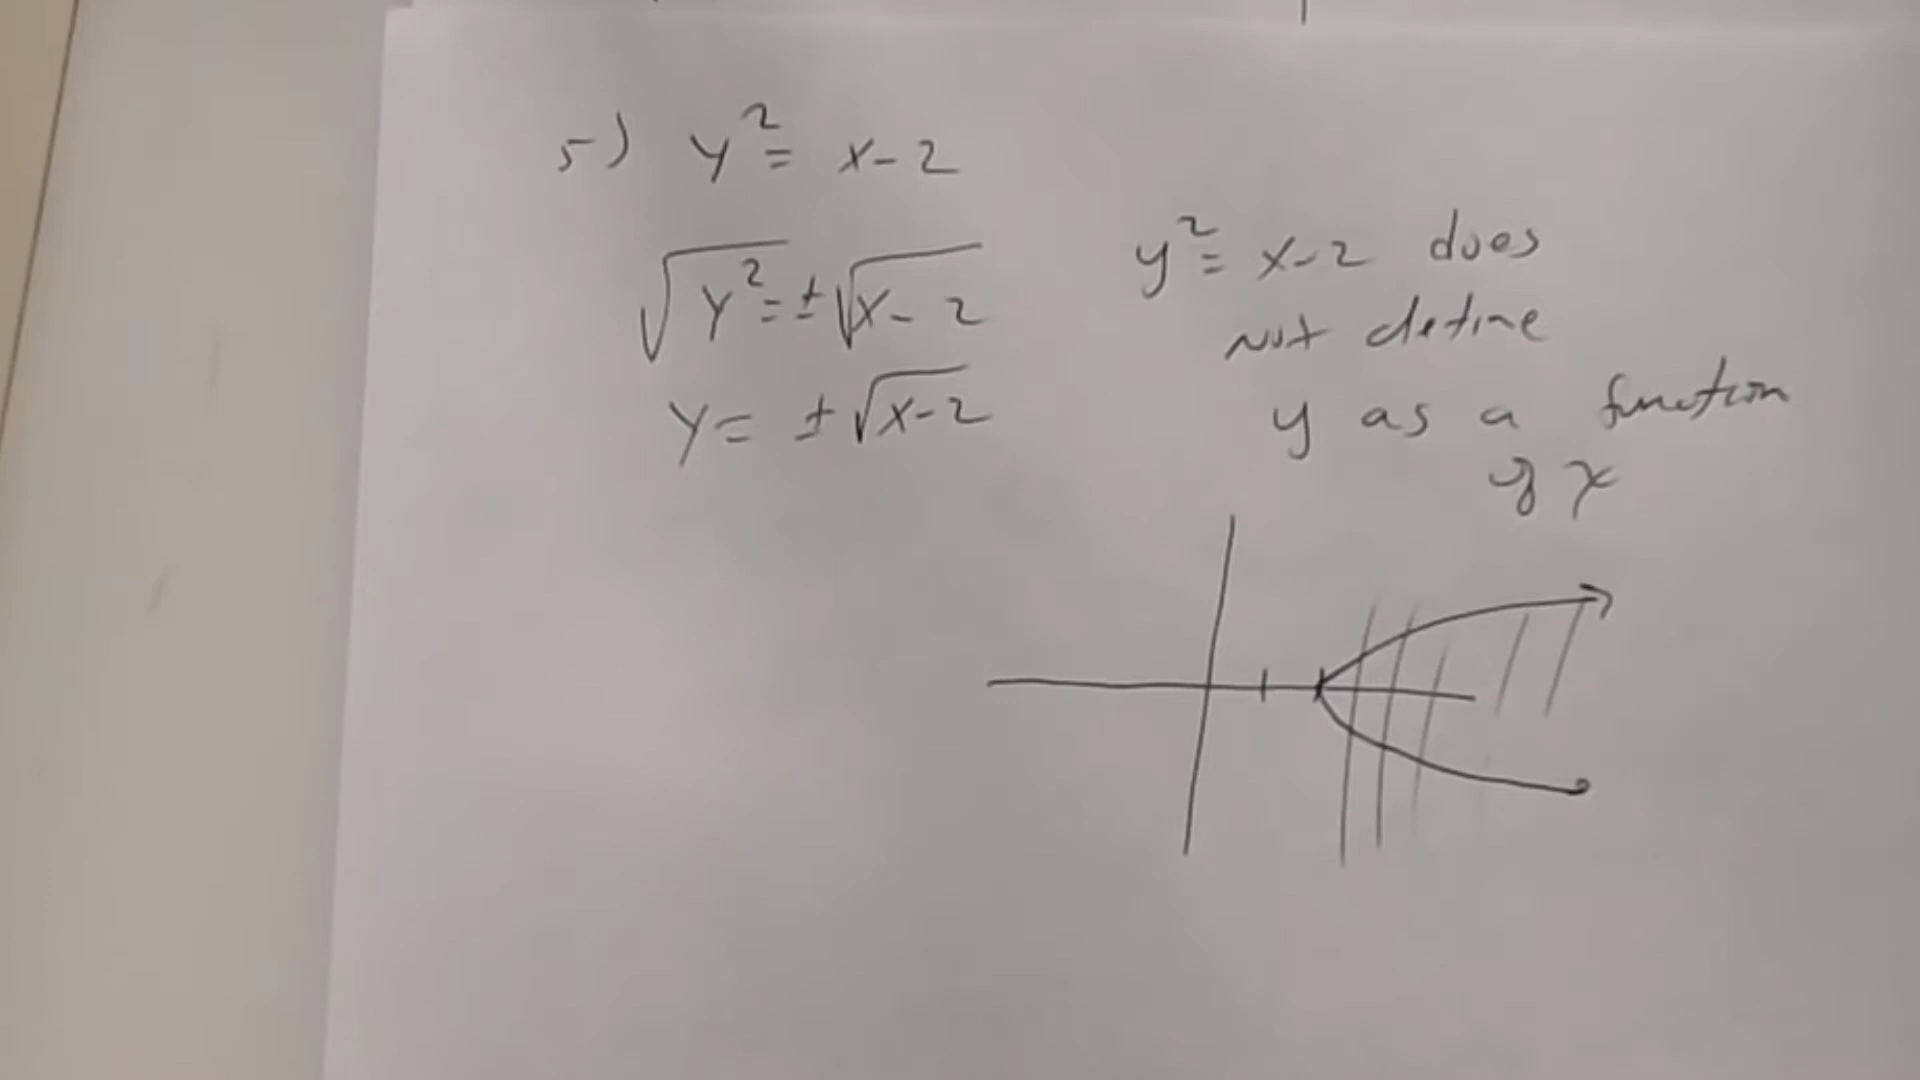 5) y² = x-2
√y² = ±√x-2
y = ±√x-2
y² = x-2 does
not define
y as a function
of x